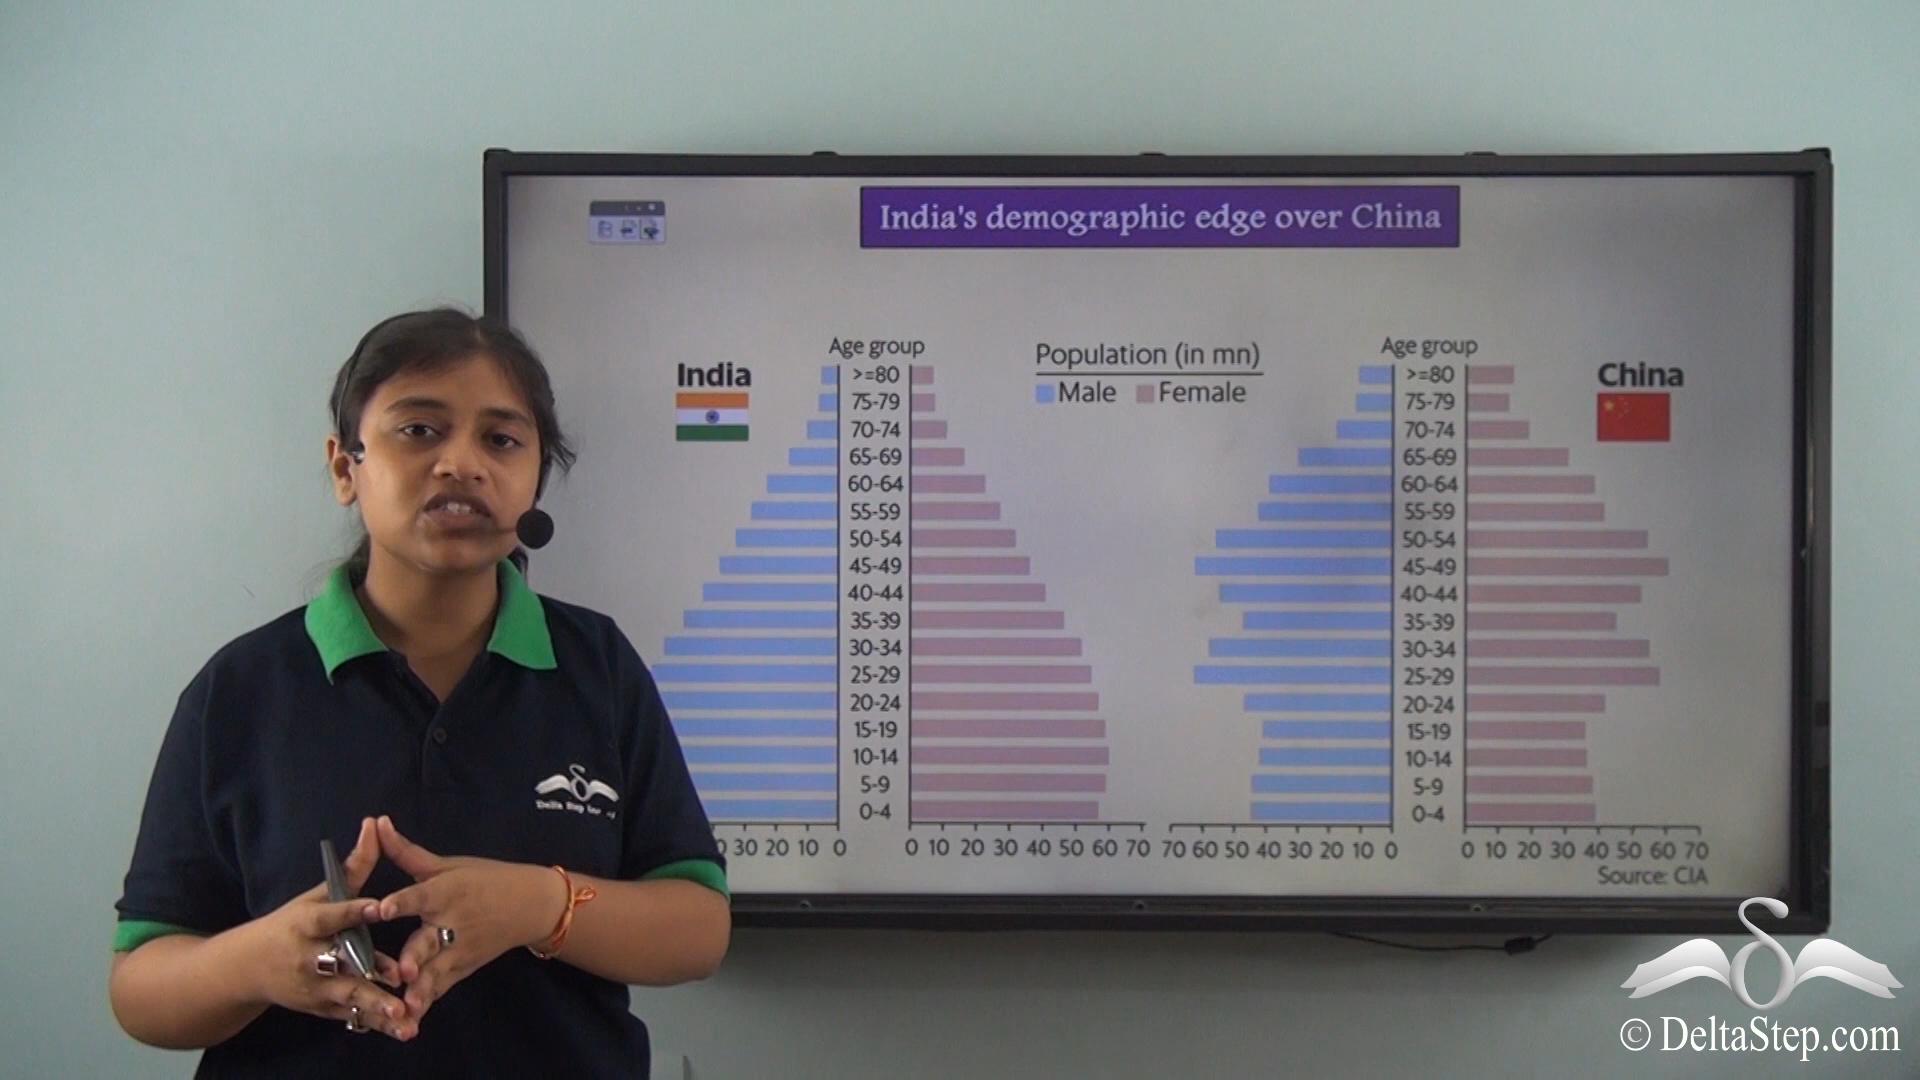 India's demographic edge over China
India
Age group
>=80
75-79
70-74
65-69
60-64
55-59
50-54
45-49
40-44
35-39
30-34
25-29
20-24
15-19
10-14
5-9
0-4
30 20 10 0
0 10 20 30 40 50 60 70
Population (in mn)
Male Female
Age group
>=80
75-79
70-74
65-69
60-64
55-59
50-54
45-49
40-44
35-39
30-34
25-29
20-24
15-19
10-14
5-9
0-4
China
70 60 50 40 30 20 10 0
0 10 20 30 40 50 60 70
Source: CIA
Delta Step
© DeltaStep.com